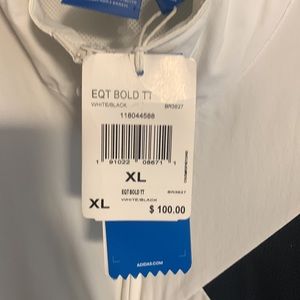 EQT BOLD TT
WHITE/BLACK BR3827
118044568
XL
1 91022 08671 1
EQT BOLD TT BR3827
XL WHITE/BLACK
$ 100.00
ADIDAS.COM